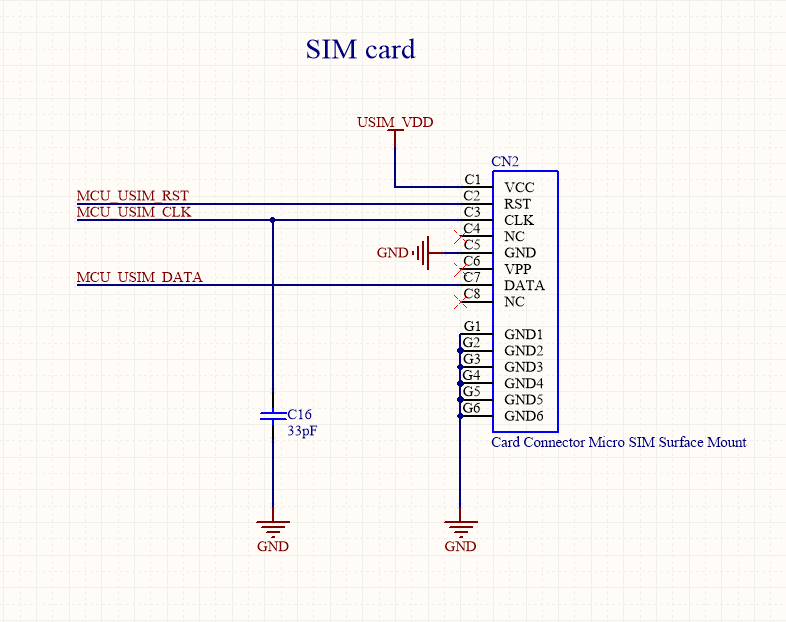 SIM card
USIM_VDD
CN2
MCU_USIM_RST
MCU_USIM_CLK
MCU_USIM_DATA
GND
C1 VCC
C2 RST
C3 CLK
C4 NC
C5 GND
C6 VPP
C7 DATA
C8 NC
G1 GND1
G2 GND2
G3 GND3
G4 GND4
G5 GND5
G6 GND6
C16
33pF
Card Connector Micro SIM Surface Mount
GND
GND